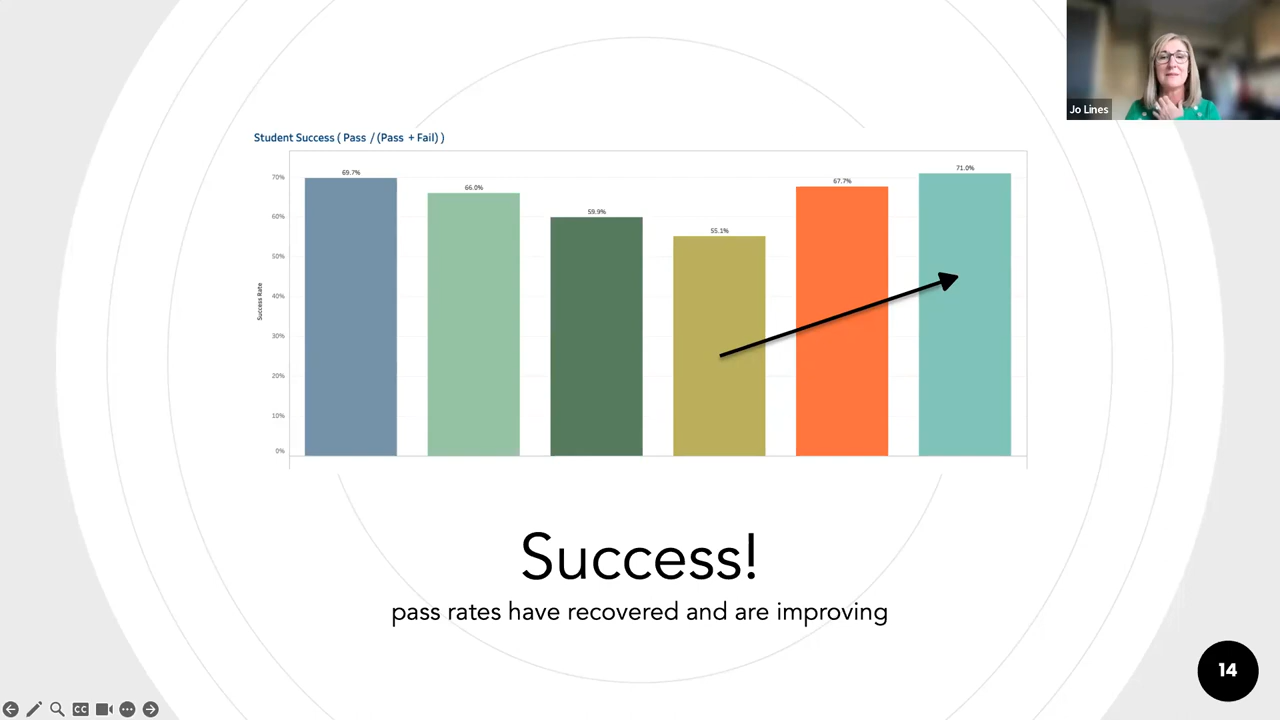 Jo Lines
Student Success ( Pass / (Pass + Fail) )
Success Rate
70%
60%
50%
40%
30%
20%
10%
0%
69.7%
66.0%
59.9%
55.1%
67.7%
71.0%
Success!
pass rates have recovered and are improving
14
CC